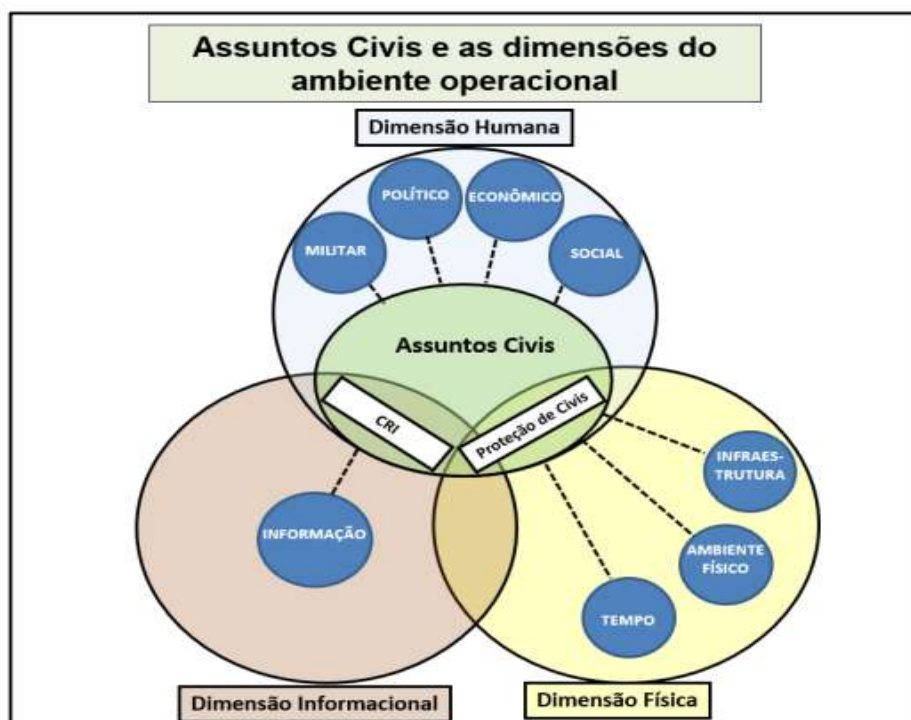 Assuntos Civis e as dimensões do
ambiente operacional
Dimensão Humana
POLÍTICO
ECONÔMICO
MILITAR
SOCIAL
Assuntos Civis
CRI
Proteção de Civis
INFRAES-
TRUTURA
INFORMAÇÃO
AMBIENTE
FÍSICO
TEMPO
Dimensão Informacional
Dimensão Física